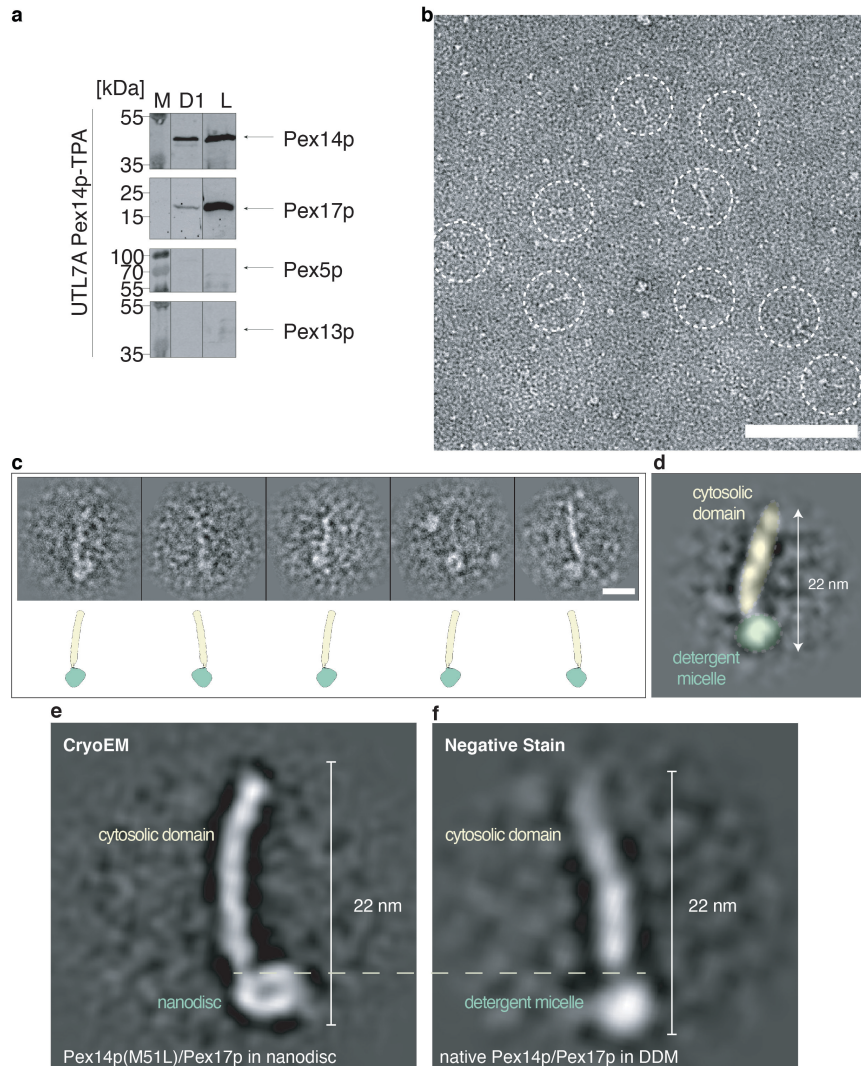 a
[kDa]
M D1 L
UTL7A Pex14p-TPA
55
35
Pex14p
25
15
Pex17p
100
70
55
Pex5p
55
35
Pex13p
b
c
d
cytosolic
domain
22 nm
detergent
micelle
e
CryoEM
cytosolic domain
22 nm
nanodisc
Pex14p(M51L)/Pex17p in nanodisc
f
Negative Stain
cytosolic domain
22 nm
detergent micelle
native Pex14p/Pex17p in DDM